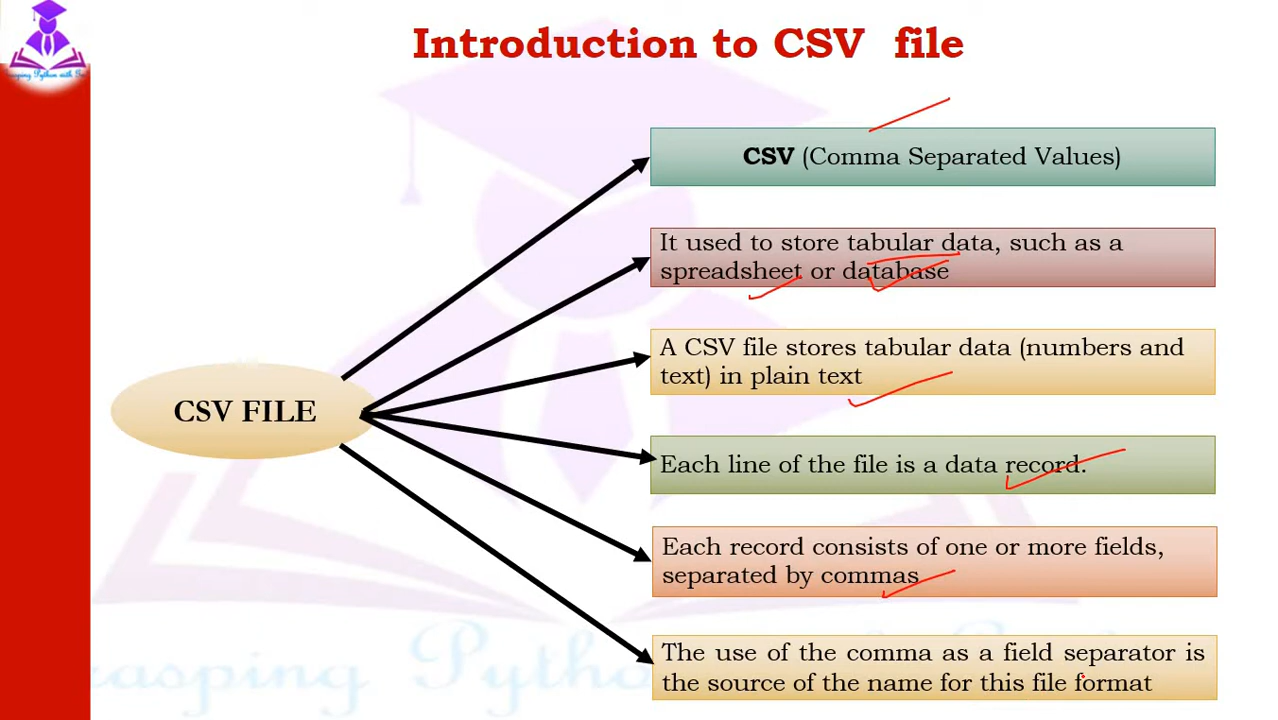 Introduction to CSV file
CSV (Comma Separated Values)
It used to store tabular data, such as a
spreadsheet or database
A CSV file stores tabular data (numbers and
text) in plain text
CSV FILE
Each line of the file is a data record.
Each record consists of one or more fields,
separated by commas
The use of the comma as a field separator is
the source of the name for this file format